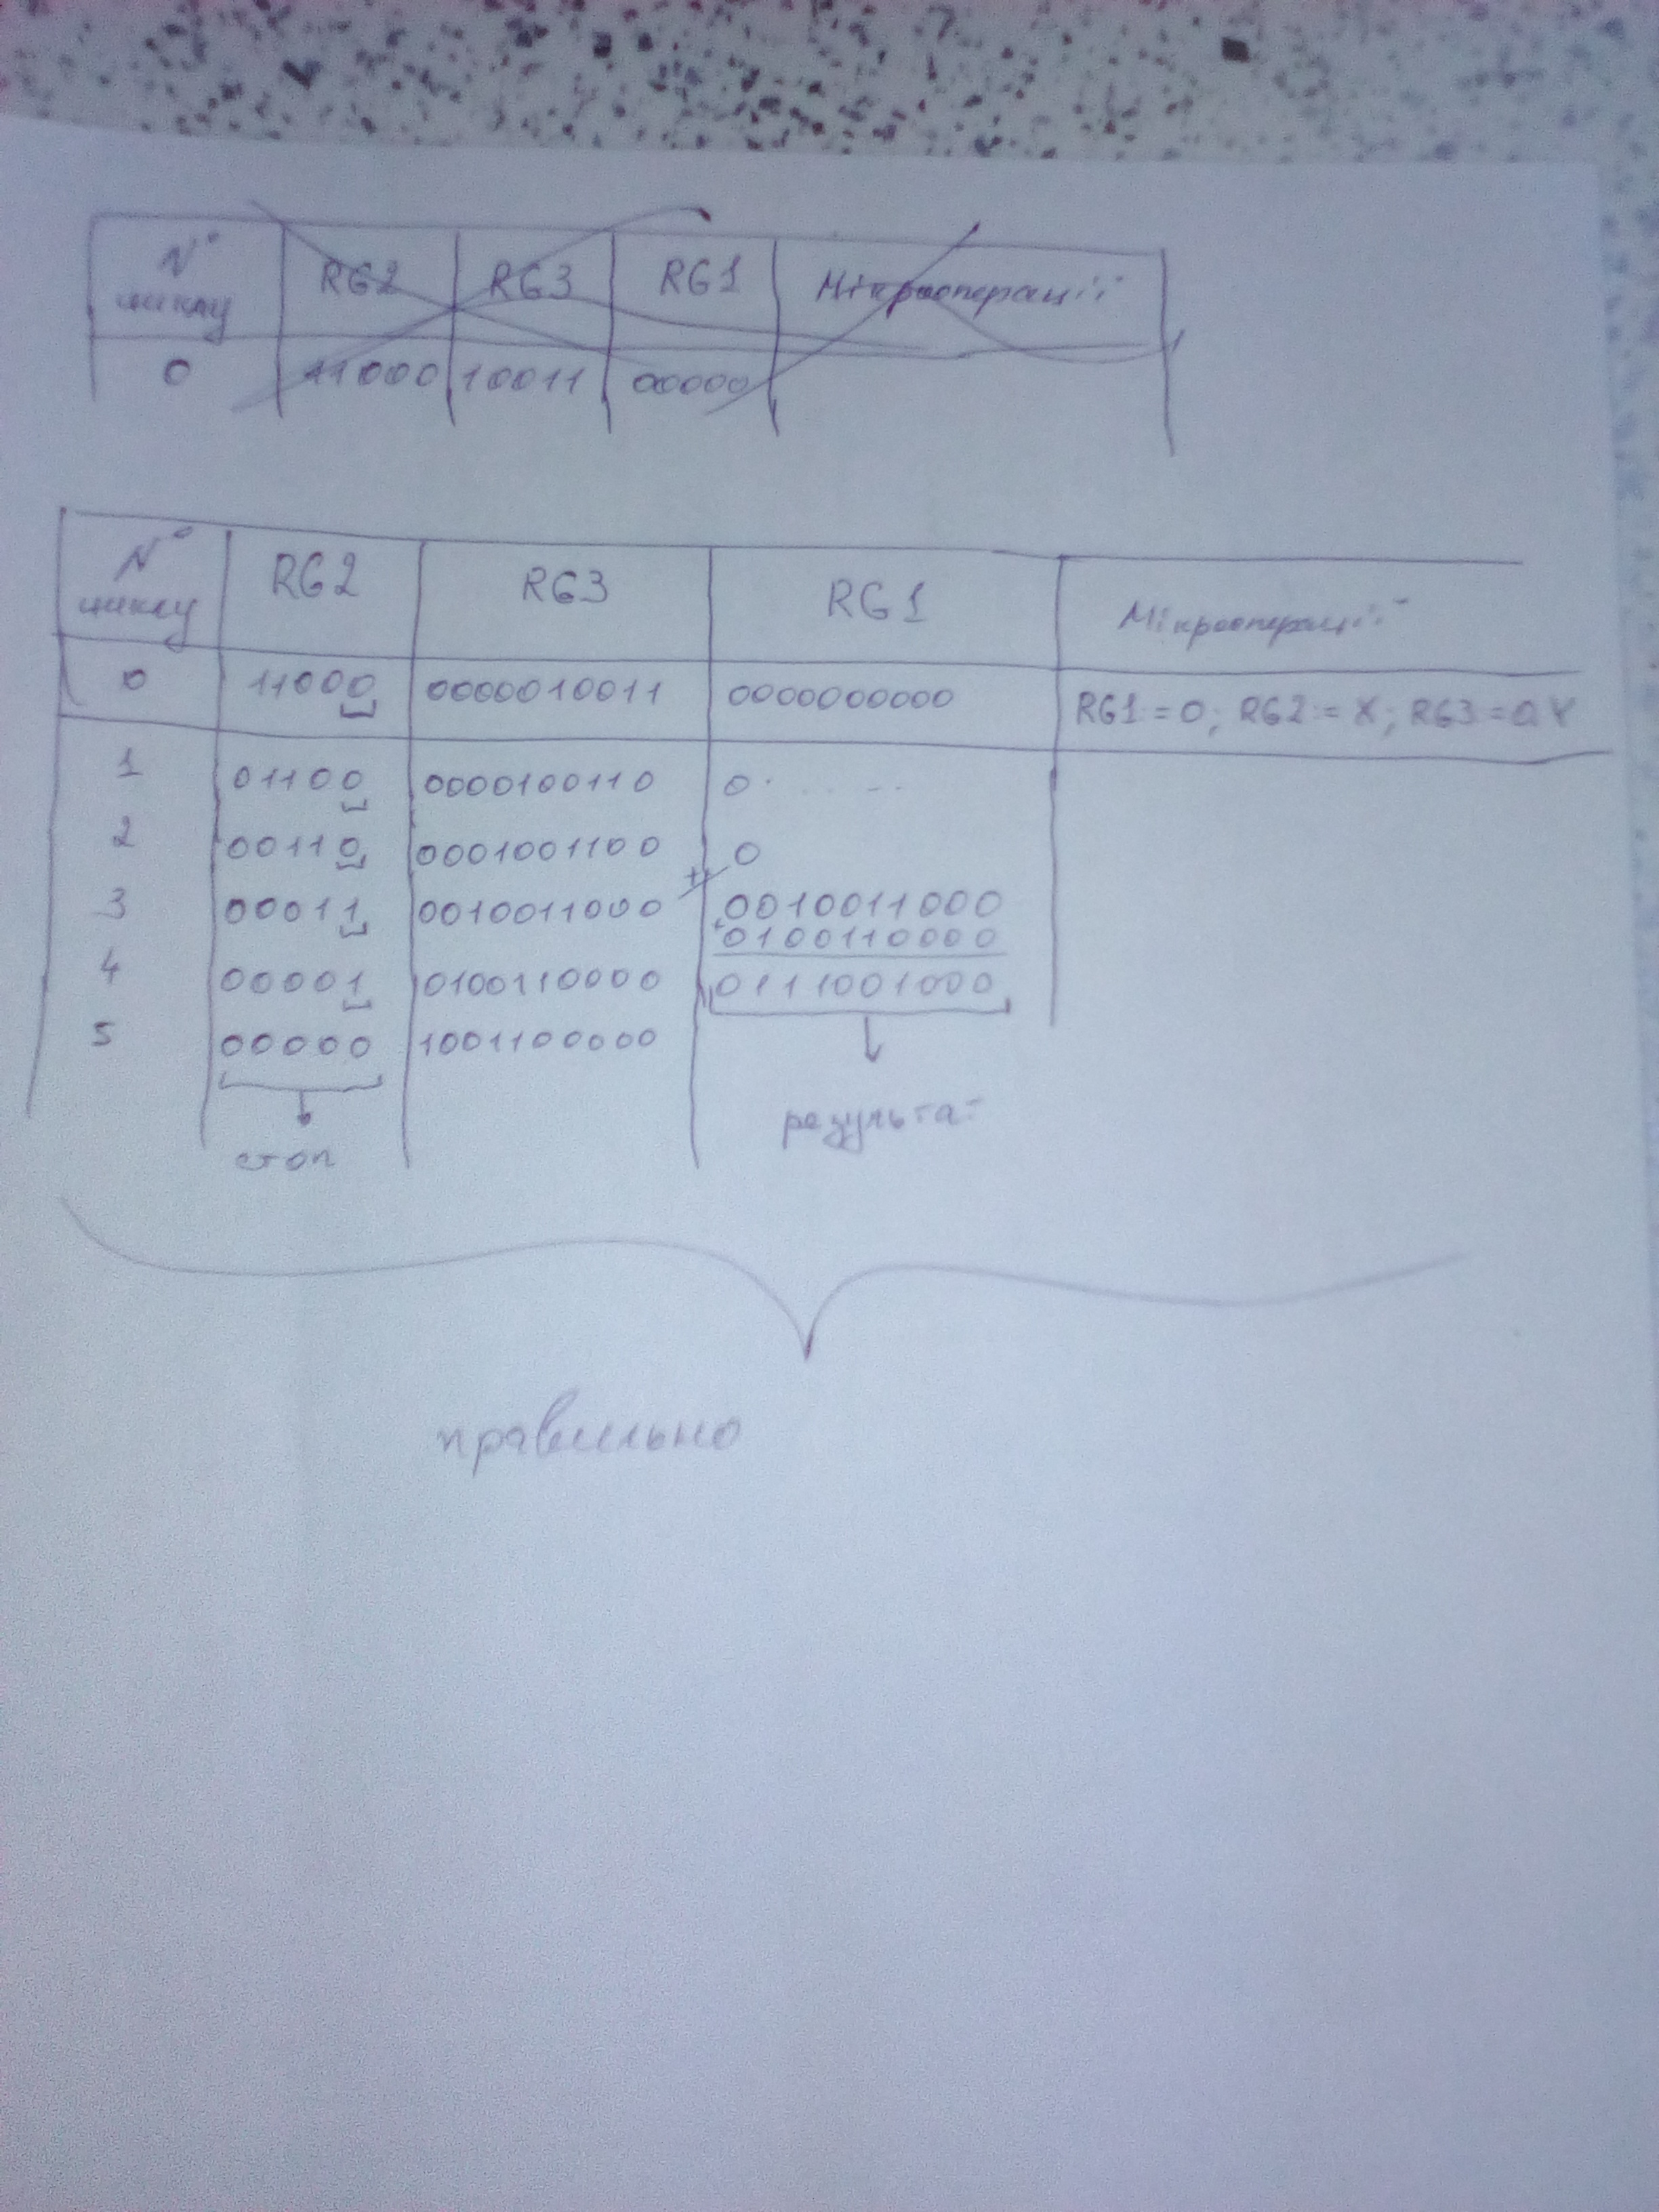 № циклу RG2 RG3 RG1 Мікрооперації
0 11000 10011 00000
№ циклу RG2 RG3 RG1 Мікрооперації
0 11000 0000010011 0000000000 RG1:=0; RG2:=X; RG3:=0.Y
1 01100 0000100110 0
2 00110 0001001100 0
+
3 00011 0010011000 0010011000
+0100110000
4 00001 0100110000 0111001000
5 00000 1001100000
стоп результат
правильно